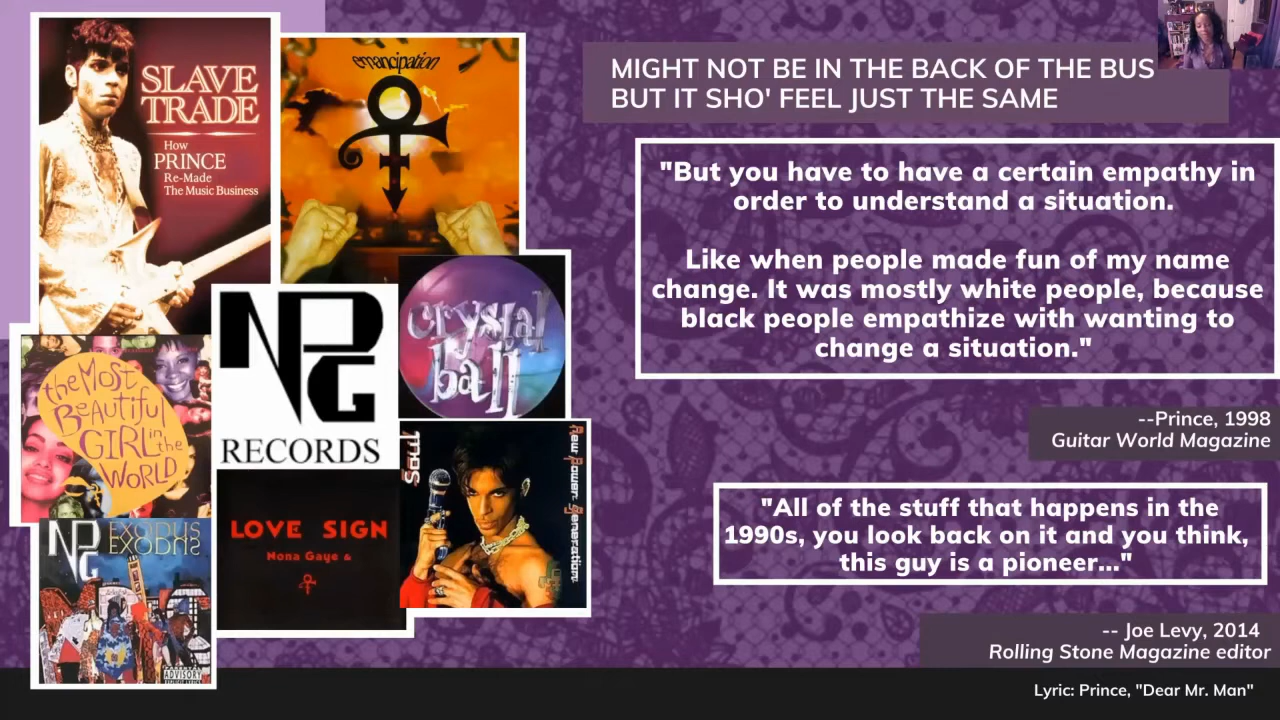 SLAVE
TRADE
How
PRINCE
Re-Made
The Music Business
emancipation
MIGHT NOT BE IN THE BACK OF THE BUS
BUT IT SHO' FEEL JUST THE SAME
"But you have to have a certain empathy in
order to understand a situation.
Like when people made fun of my name
change. It was mostly white people, because
black people empathize with wanting to
change a situation."
--Prince, 1998
Guitar World Magazine
"All of the stuff that happens in the
1990s, you look back on it and you think,
this guy is a pioneer..."
-- Joe Levy, 2014
Rolling Stone Magazine editor
Lyric: Prince, "Dear Mr. Man"
NPG
RECORDS
crystal
ball
the MOST
BEAUTIFUL
GIRL in the
WORLD
NPG
EXODUS
EXODUS
ADVISORY
LOVE SIGN
Nona Gaye &
New Power Generation